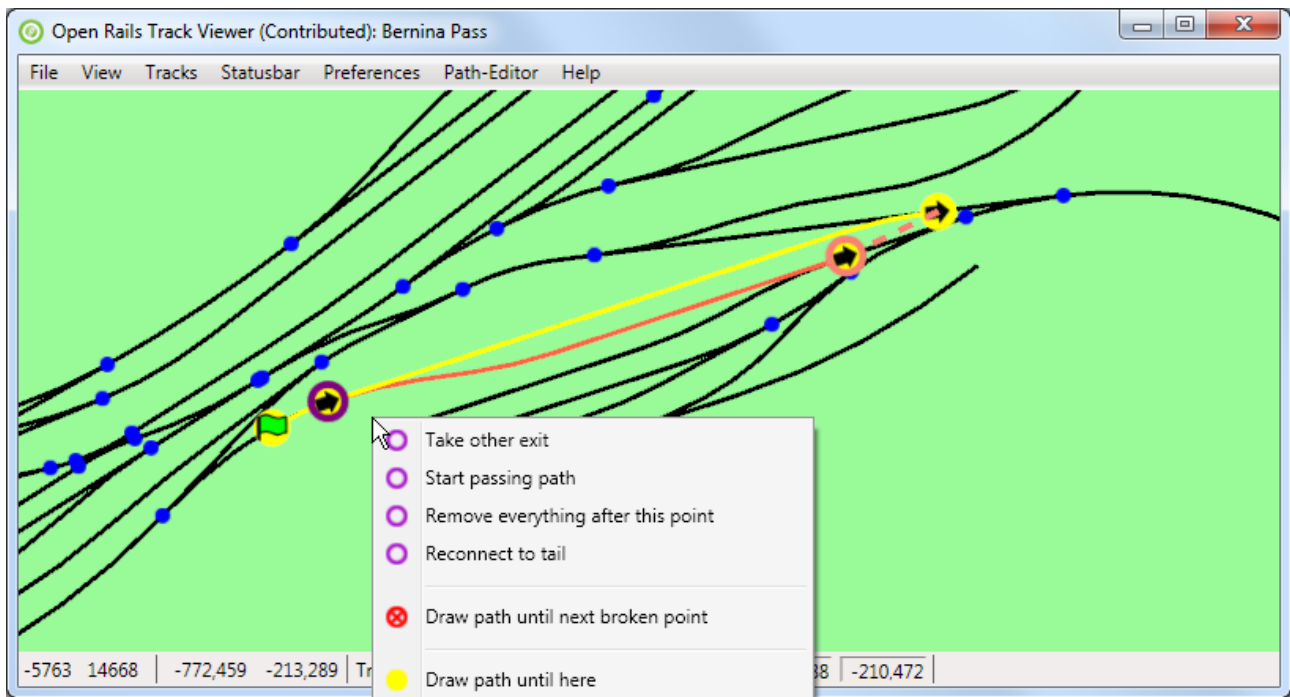 Open Rails Track Viewer (Contributed): Bernina Pass
File View Tracks Statusbar Preferences Path-Editor Help
Take other exit
Start passing path
Remove everything after this point
Reconnect to tail
Draw path until next broken point
Draw path until here
-5763 14668 -772,459 -213,289 Tr 38 -210,472